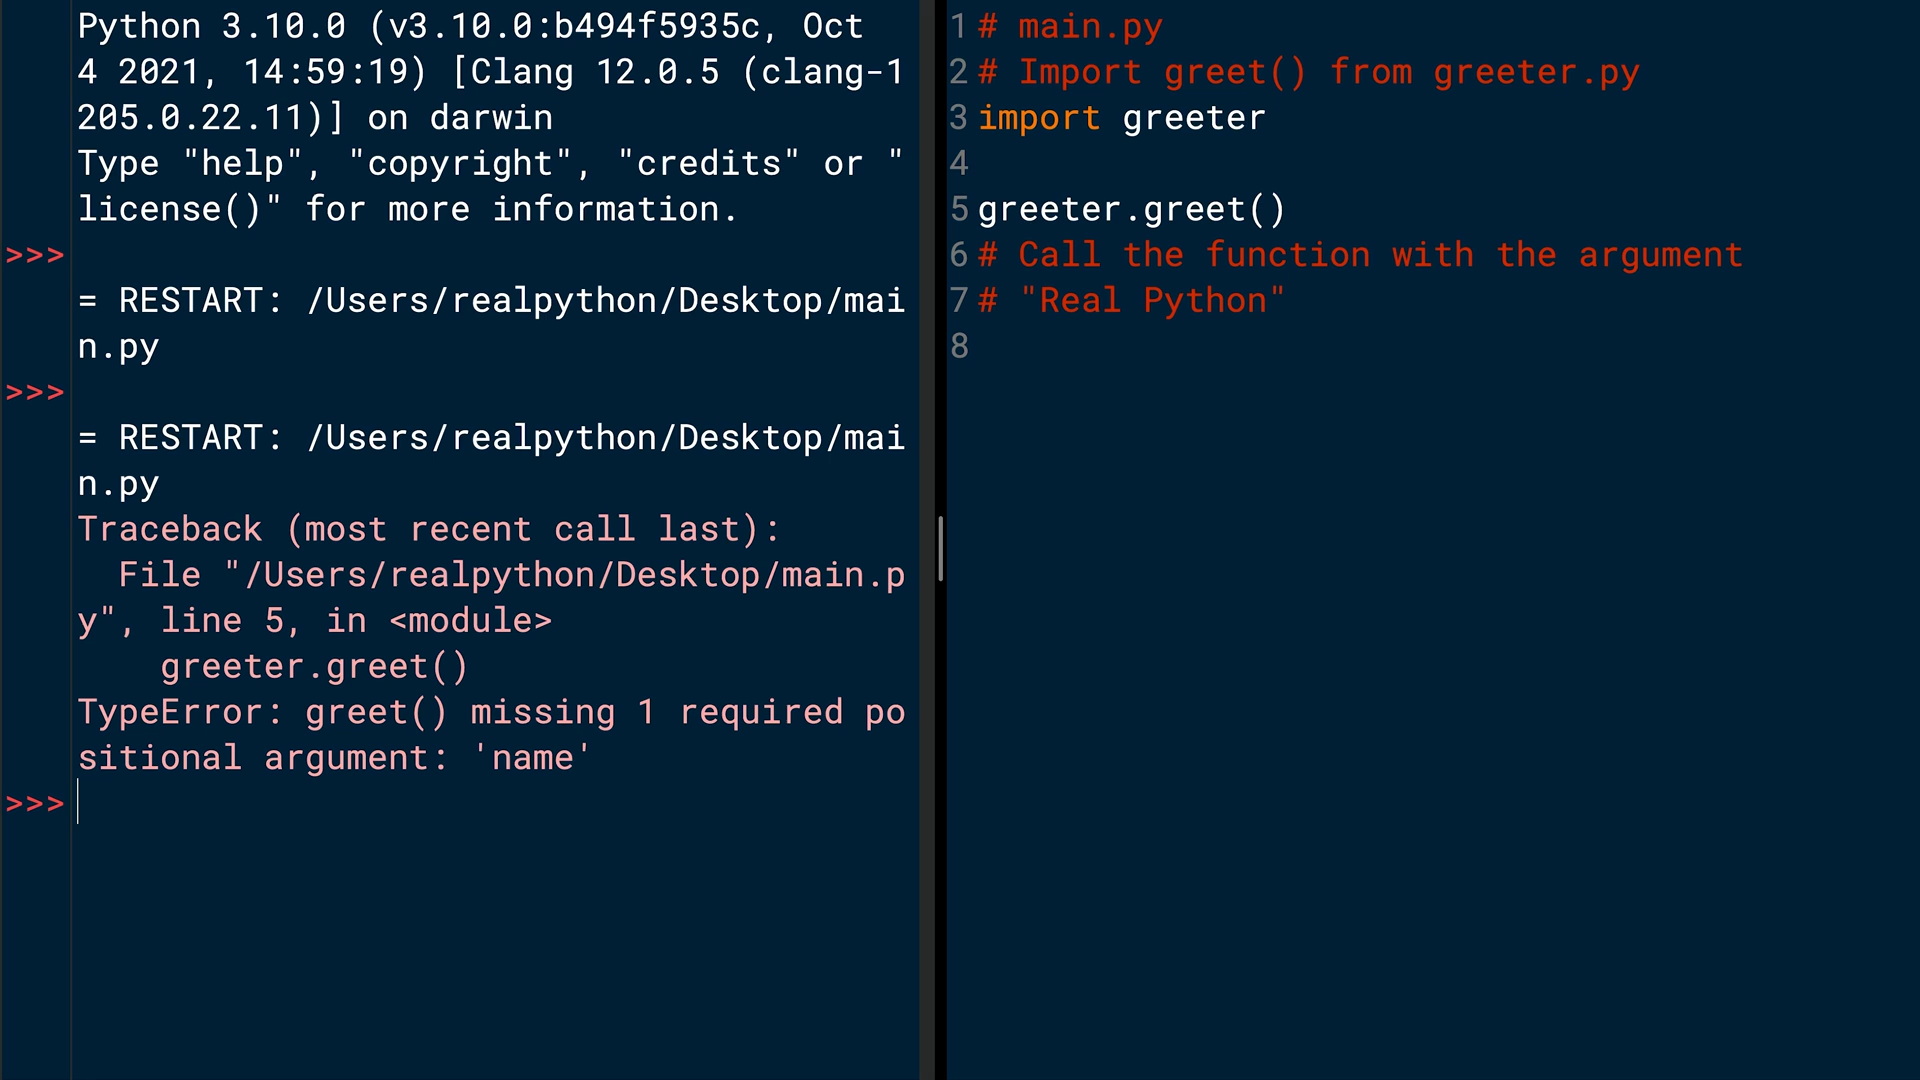 Python 3.10.0 (v3.10.0:b494f5935c, Oct
4 2021, 14:59:19) [Clang 12.0.5 (clang-1
205.0.22.11)] on darwin
Type "help", "copyright", "credits" or "
license()" for more information.
>>>
= RESTART: /Users/realpython/Desktop/mai
n.py
>>>
= RESTART: /Users/realpython/Desktop/mai
n.py
Traceback (most recent call last):
  File "/Users/realpython/Desktop/main.p
y", line 5, in <module>
    greeter.greet()
TypeError: greet() missing 1 required po
sitional argument: 'name'
>>>
1 # main.py
2 # Import greet() from greeter.py
3 import greeter
4
5 greeter.greet()
6 # Call the function with the argument
7 # "Real Python"
8